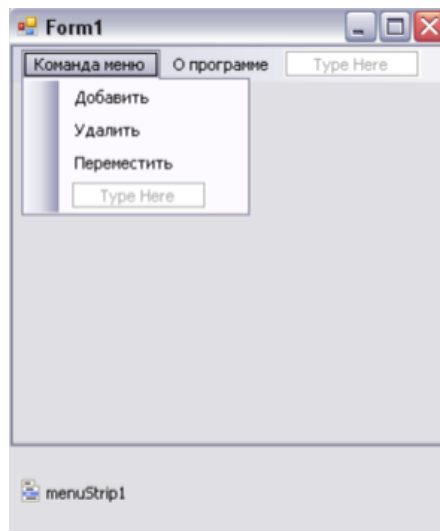 Form1
Команда меню О программе Type Here
Добавить
Удалить
Переместить
Type Here
menuStrip1